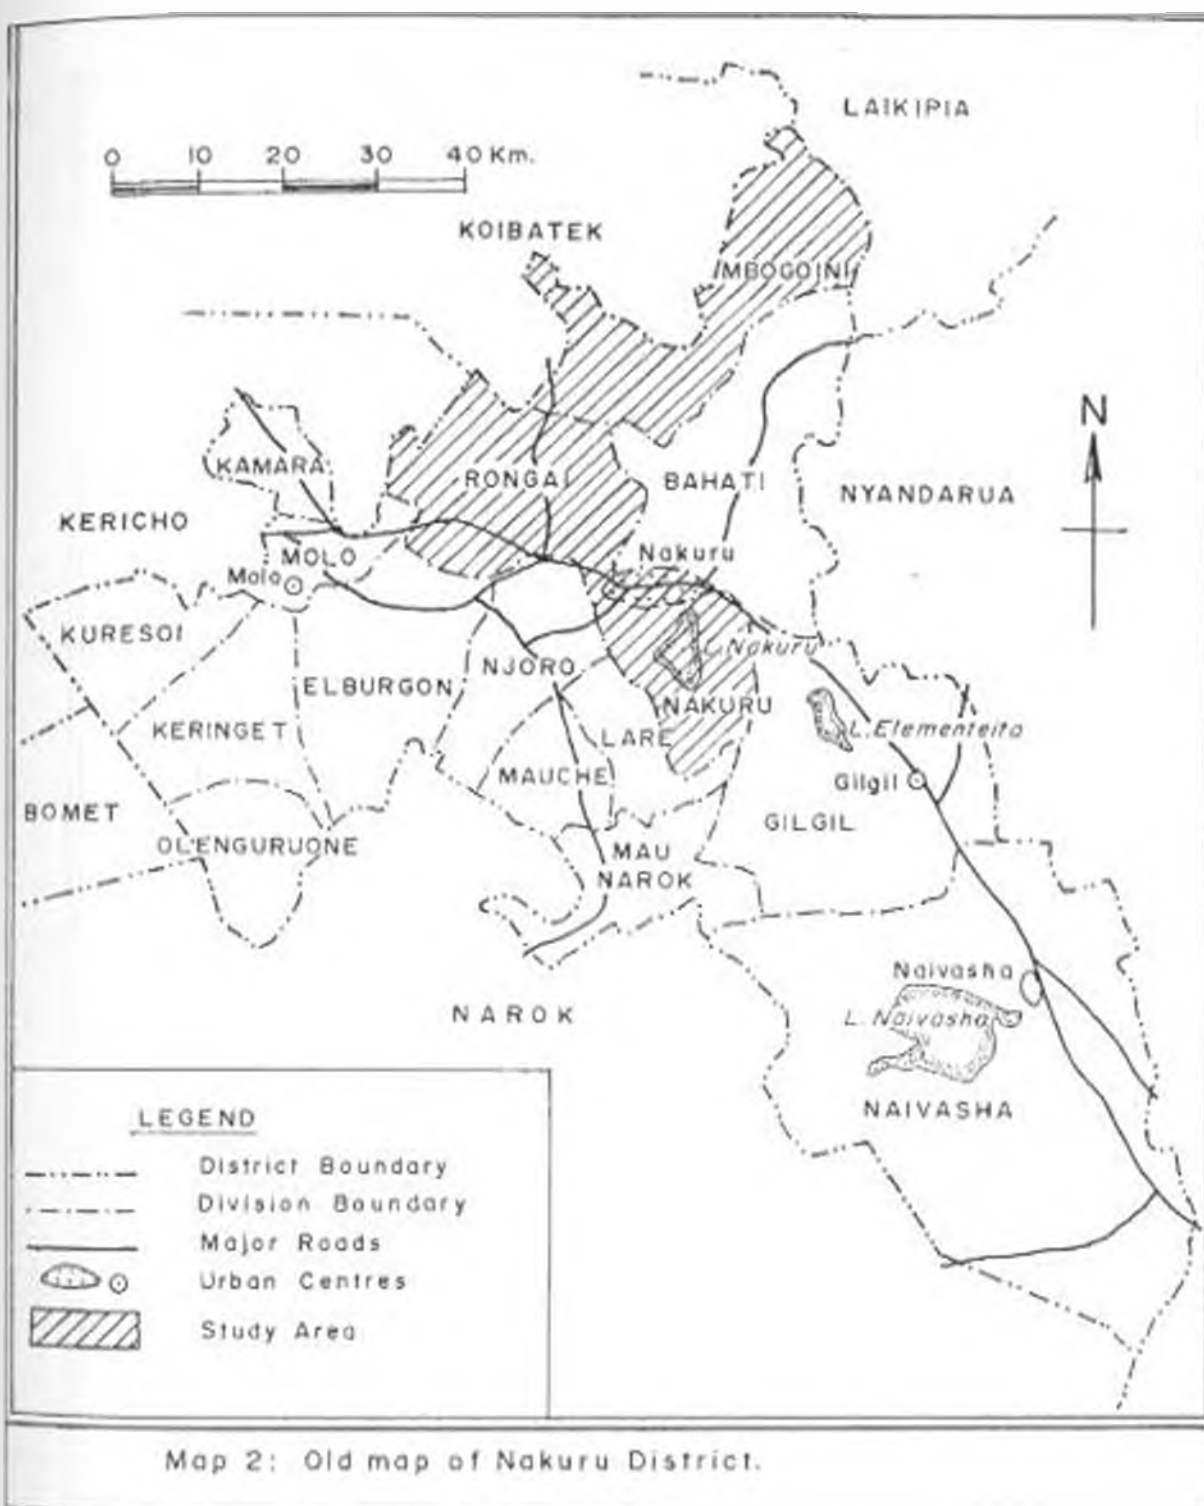 LAIKIPIA
0 10 20 30 40 Km.
KOIBATEK
MBOGOINI
N
KAMARA
RONGAI
BAHATI
NYANDARUA
KERICHO
MOLO
Nakuru
Molo
KURESOI
L. Nakuru
NJORO
ELBURGON
NAKURU
KERINGET
LARE
L. Elementeita
MAUCHE
Gilgil
BOMET
GILGIL
OLENGURUONE
MAU
NAROK
Naivasha
NAROK
L. Naivasha
NAIVASHA
LEGEND
District Boundary
Division Boundary
Major Roads
Urban Centres
Study Area
Map 2: Old map of Nakuru District.